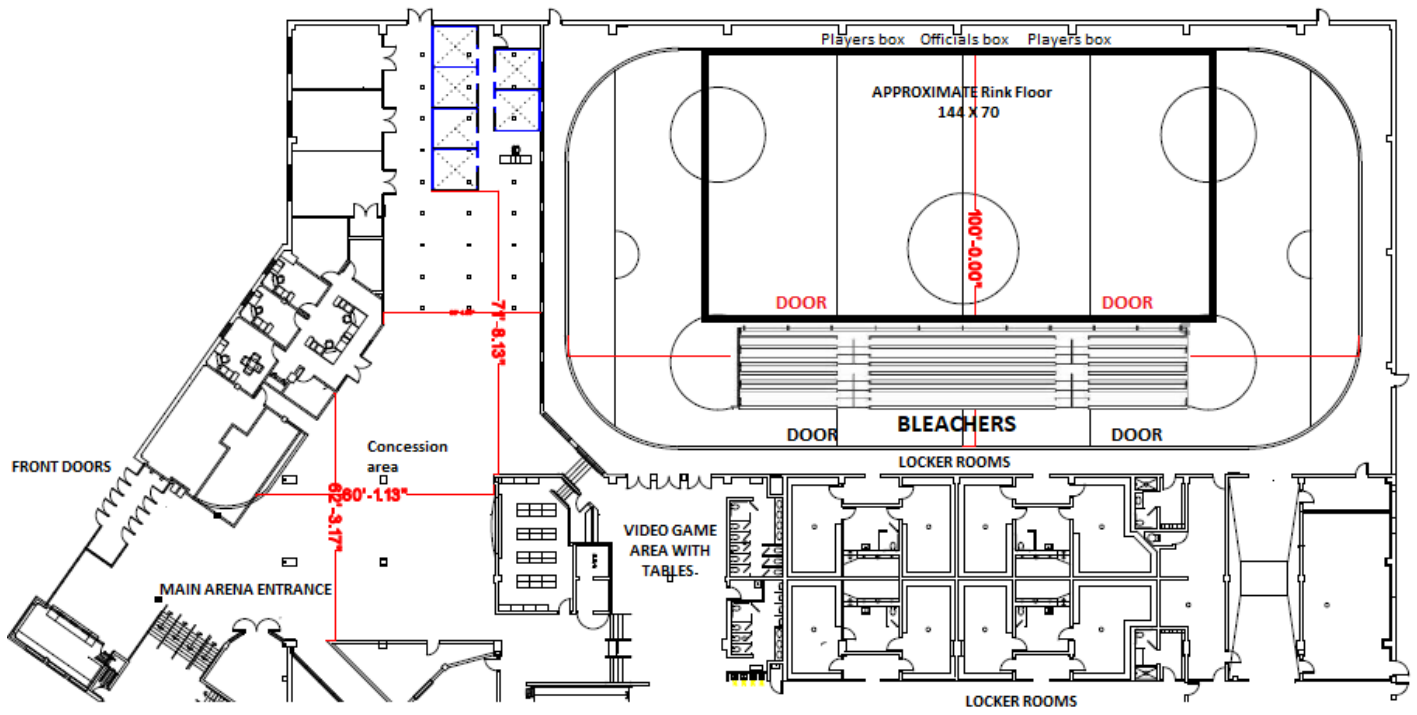 Players box Officials box Players box
APPROXIMATE Rink Floor
144 X 70
100'-0.00"
DOOR DOOR
71'-8.13"
BLEACHERS
DOOR DOOR
Concession
area
LOCKER ROOMS
FRONT DOORS
60'-1.13"
62'-3.17"
VIDEO GAME
AREA WITH
TABLES-
MAIN ARENA ENTRANCE
LOCKER ROOMS